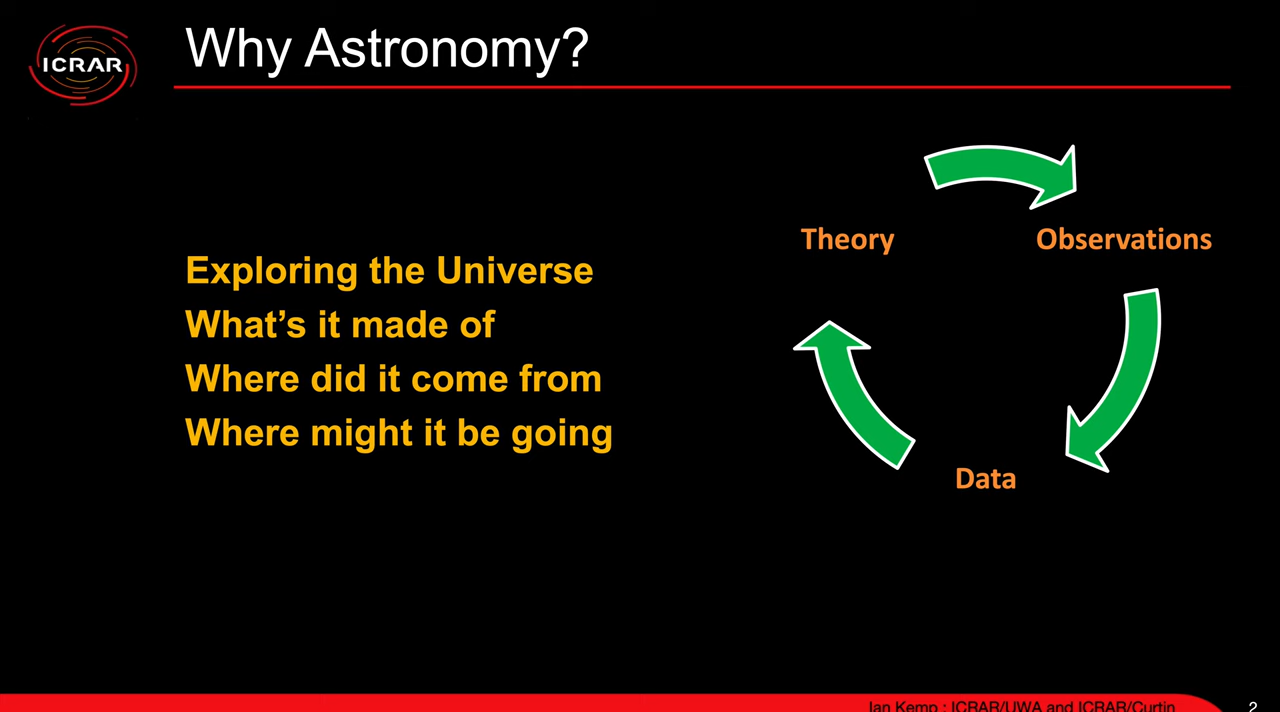 ICRAR
Why Astronomy?
Exploring the Universe
What's it made of
Where did it come from
Where might it be going
Theory
Observations
Data
Ian Kemp : ICRAR/UWA and ICRAR/Curtin
2